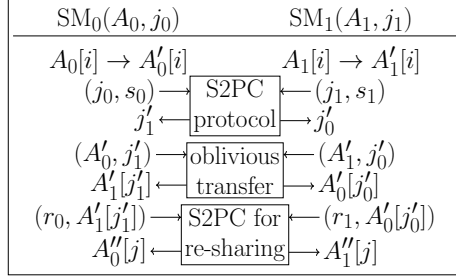 SM₀(A₀, j₀) SM₁(A₁, j₁)
A₀[i] → A′₀[i] A₁[i] → A′₁[i]
(j₀, s₀) S2PC (j₁, s₁)
j′₁ protocol j′₀
(A′₀, j′₁) oblivious (A′₁, j′₀)
A′₁[j′₁] transfer A′₀[j′₀]
(r₀, A′₁[j′₁]) S2PC for (r₁, A′₀[j′₀])
A″₀[j] re-sharing A″₁[j]